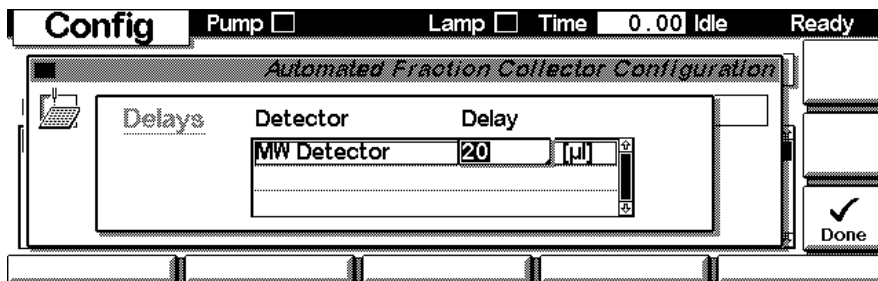 Config Pump Lamp Time 0.00 Idle Ready
Automated Fraction Collector Configuration
Delays Detector Delay
MW Detector 20 [µl]
Done